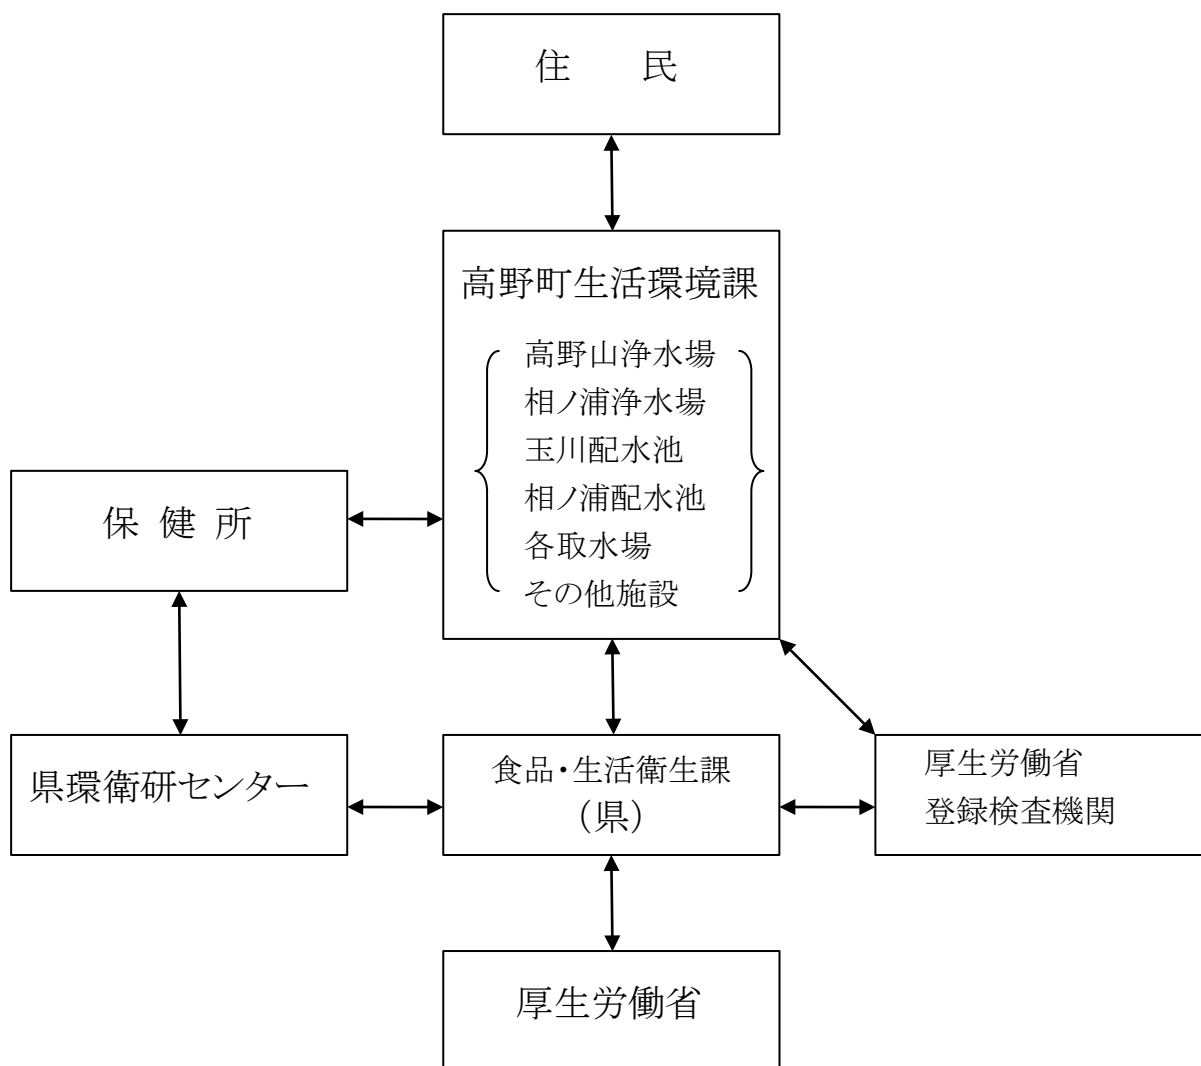 住　　民
高野町生活環境課
高野山浄水場
相ノ浦浄水場
玉川配水池
相ノ浦配水池
各取水場
その他施設
保 健 所
県環衛研センター
食品・生活衛生課
（県）
厚生労働省
登録検査機関
厚生労働省